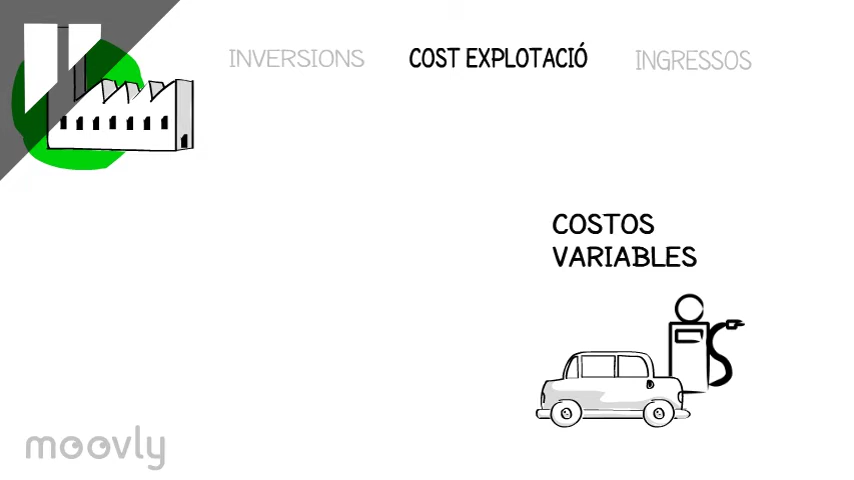 INVERSIONS
COST EXPLOTACIÓ
INGRESSOS
COSTOS
VARIABLES
moovly